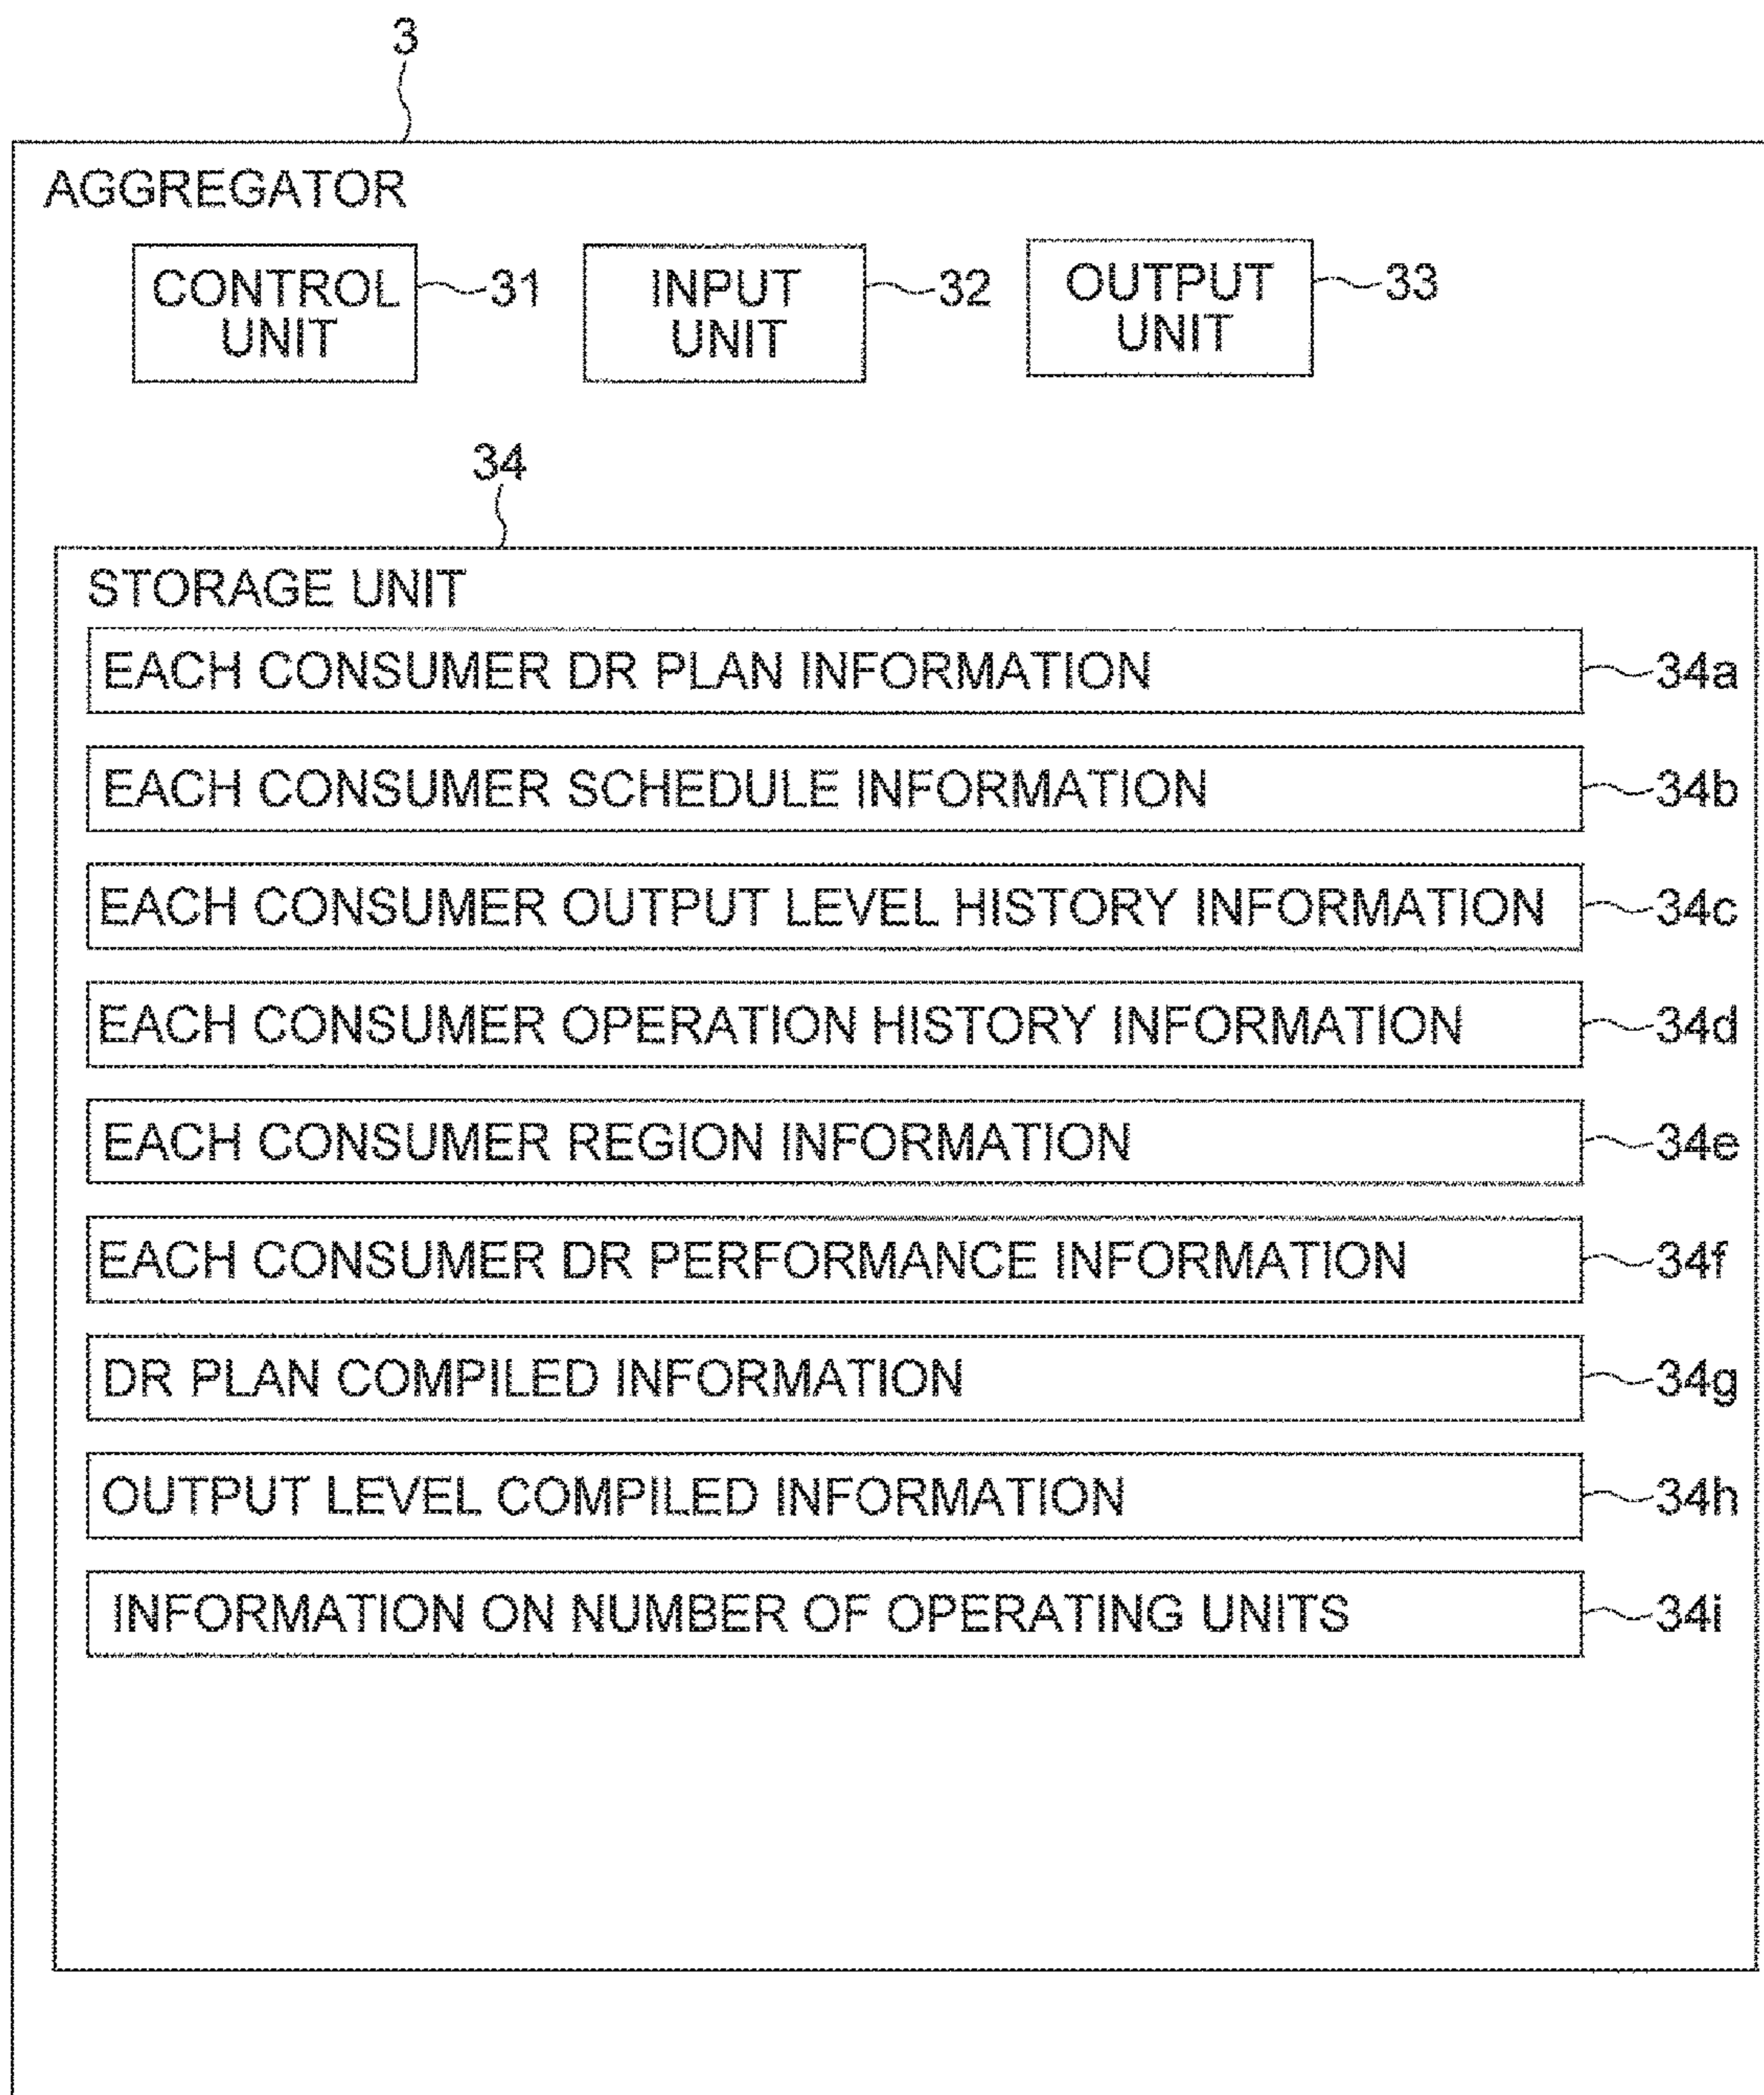 3
AGGREGATOR
CONTROL
UNIT
31
INPUT
UNIT
32
OUTPUT
UNIT
33
34
STORAGE UNIT
EACH CONSUMER DR PLAN INFORMATION 34a
EACH CONSUMER SCHEDULE INFORMATION 34b
EACH CONSUMER OUTPUT LEVEL HISTORY INFORMATION 34c
EACH CONSUMER OPERATION HISTORY INFORMATION 34d
EACH CONSUMER REGION INFORMATION 34e
EACH CONSUMER DR PERFORMANCE INFORMATION 34f
DR PLAN COMPILED INFORMATION 34g
OUTPUT LEVEL COMPILED INFORMATION 34h
INFORMATION ON NUMBER OF OPERATING UNITS 34i